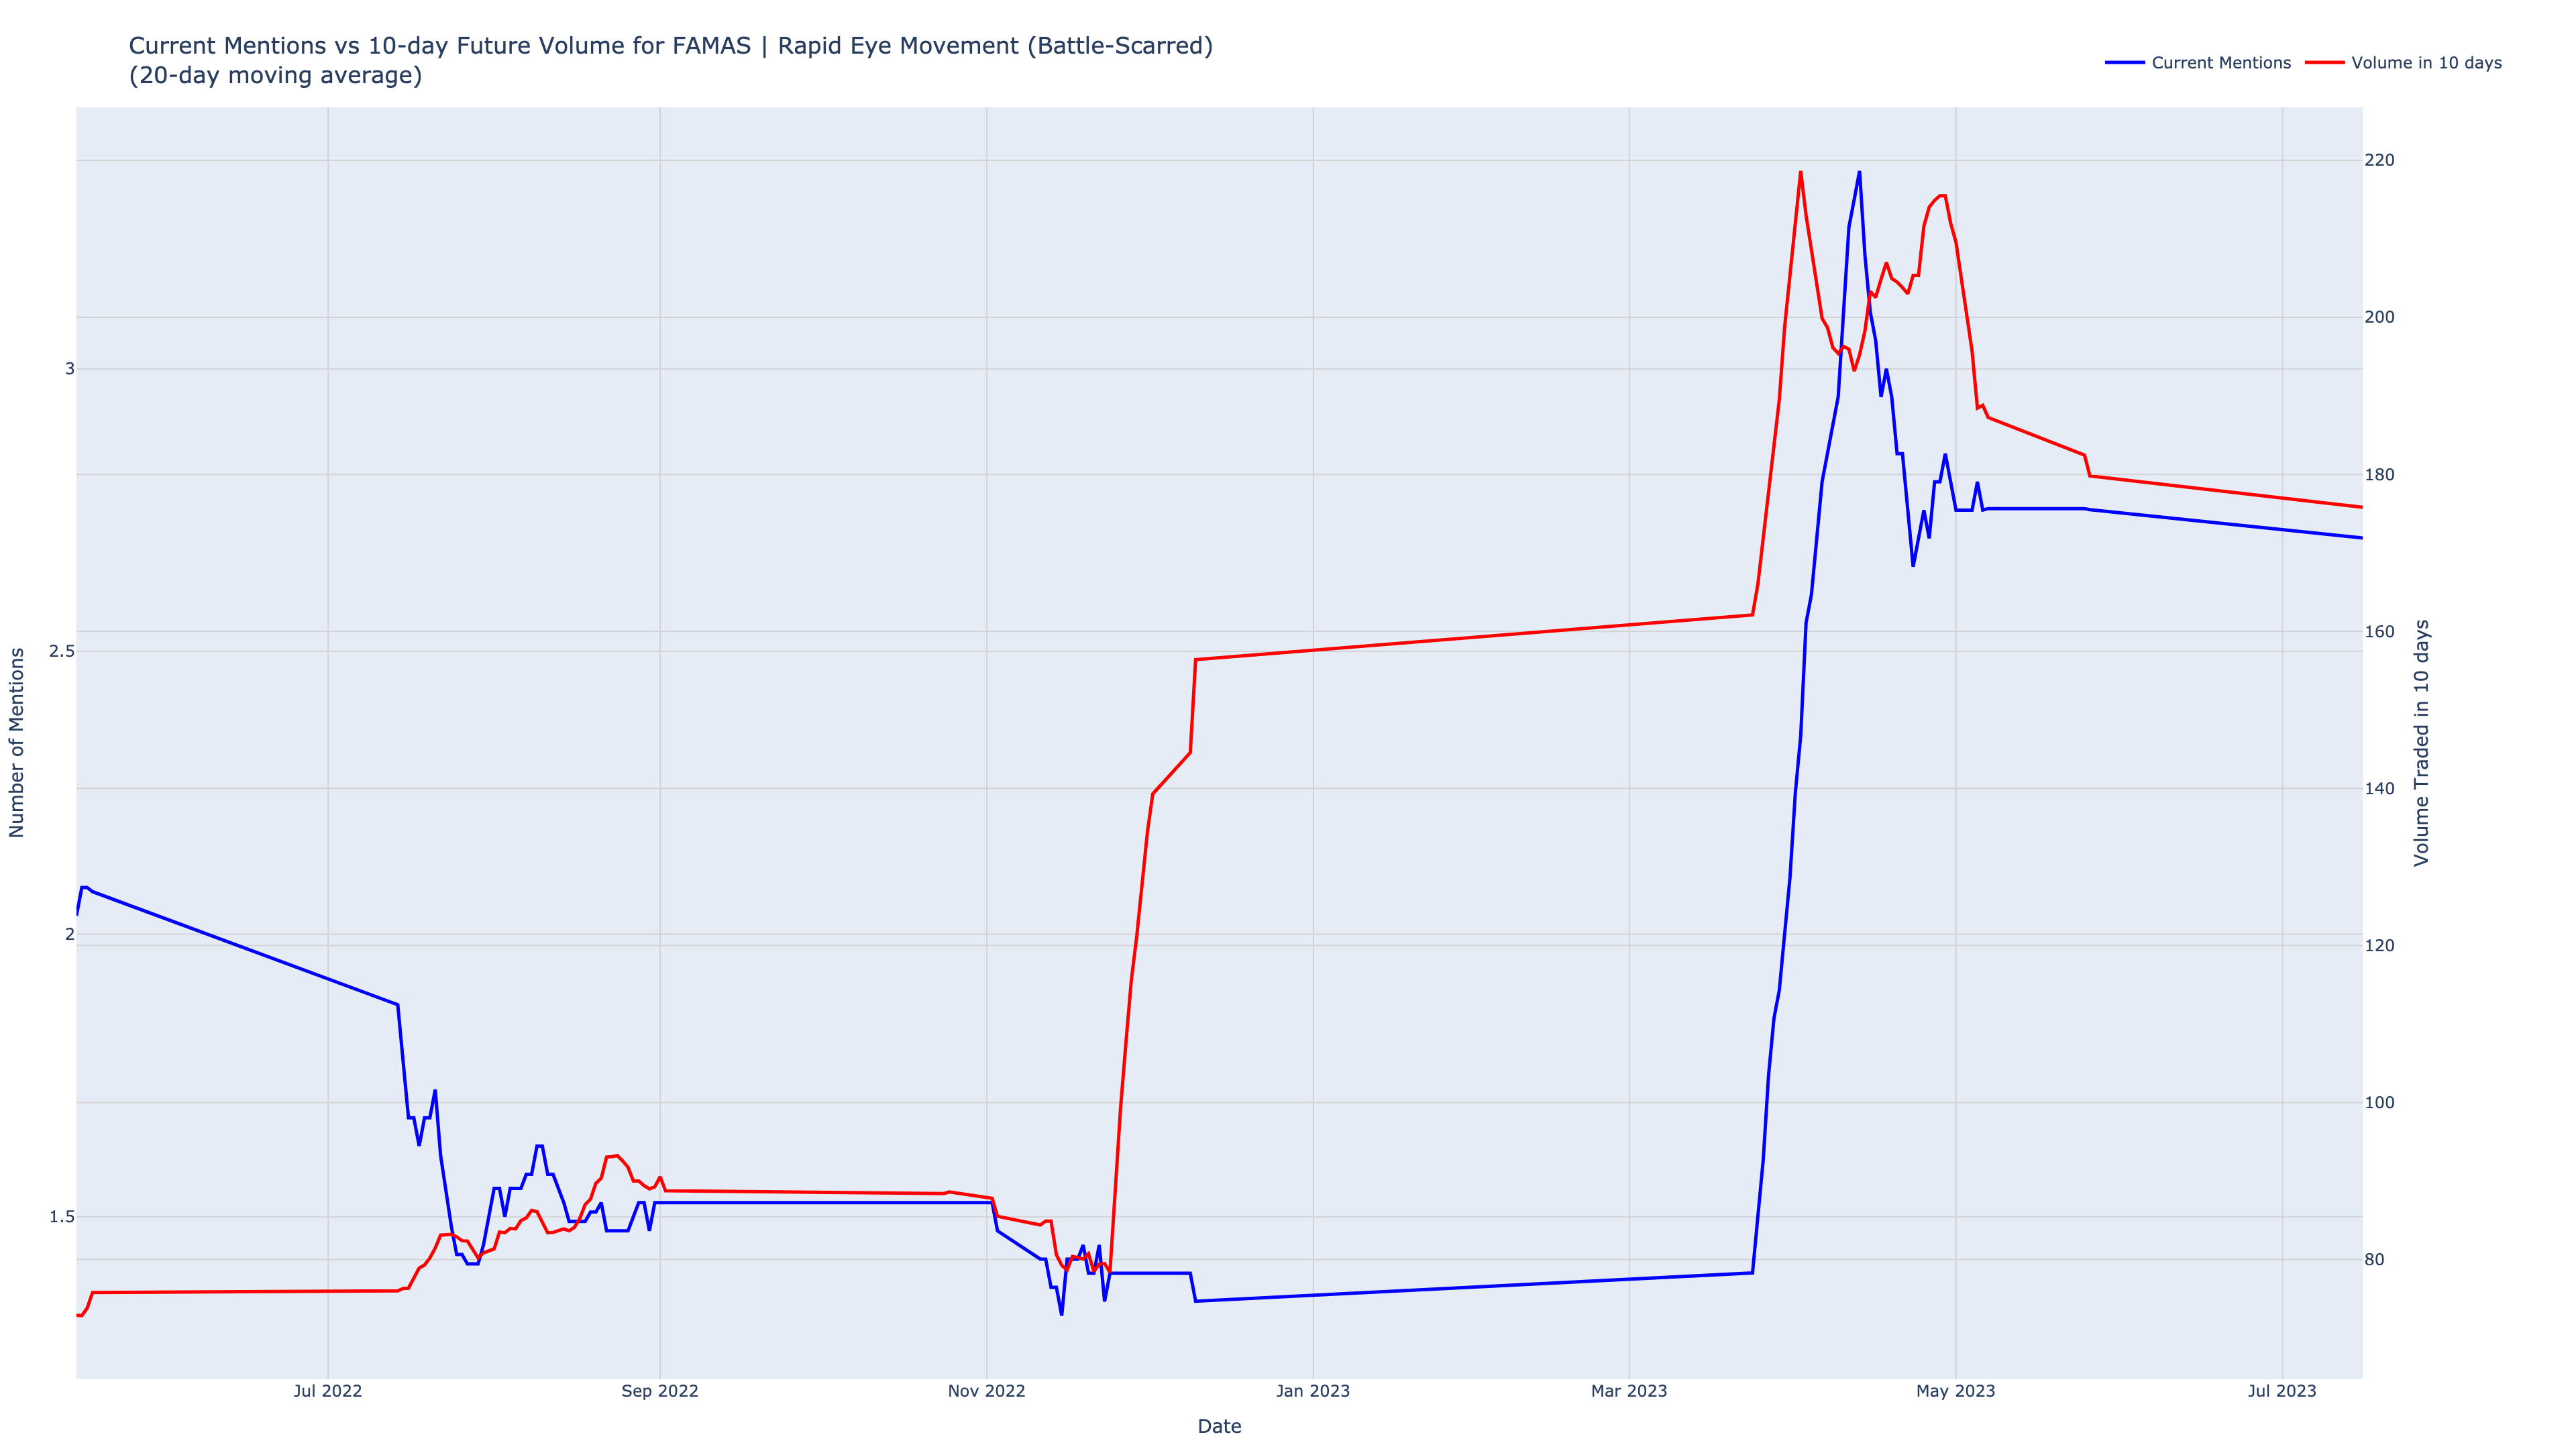 Current Mentions vs 10-day Future Volume for FAMAS | Rapid Eye Movement (Battle-Scarred)
(20-day moving average)
Current Mentions
Volume in 10 days
Number of Mentions
3
2.5
2
1.5
220
200
180
160
140
120
100
80
Volume Traded in 10 days
Jul 2022
Sep 2022
Nov 2022
Jan 2023
Mar 2023
May 2023
Jul 2023
Date